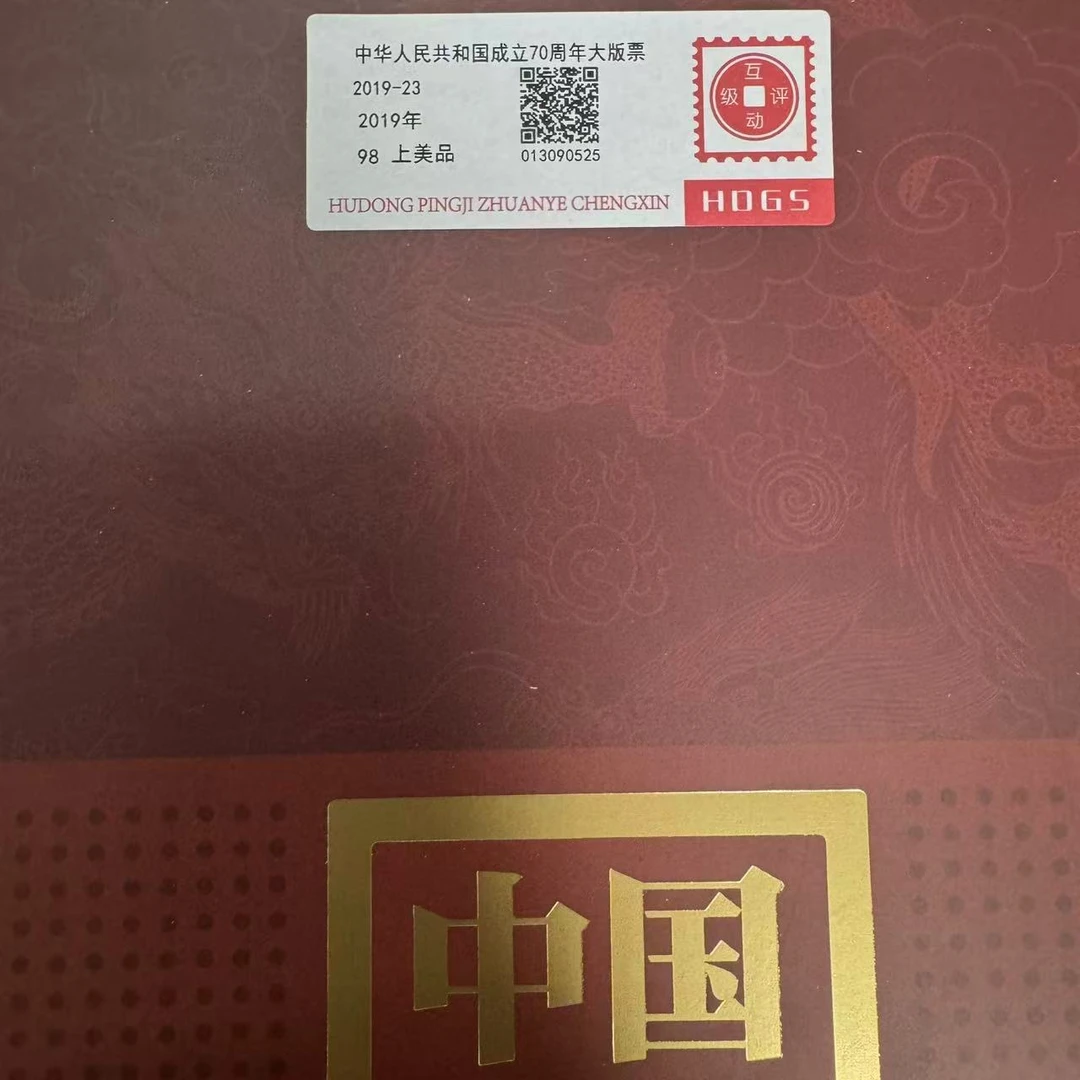 中华人民共和国成立70周年大版票
2019-23
2019年
98 上美品
013090525
互动评级
HUDONG PINGJI ZHUANYE CHENGXIN
HDGS
中国